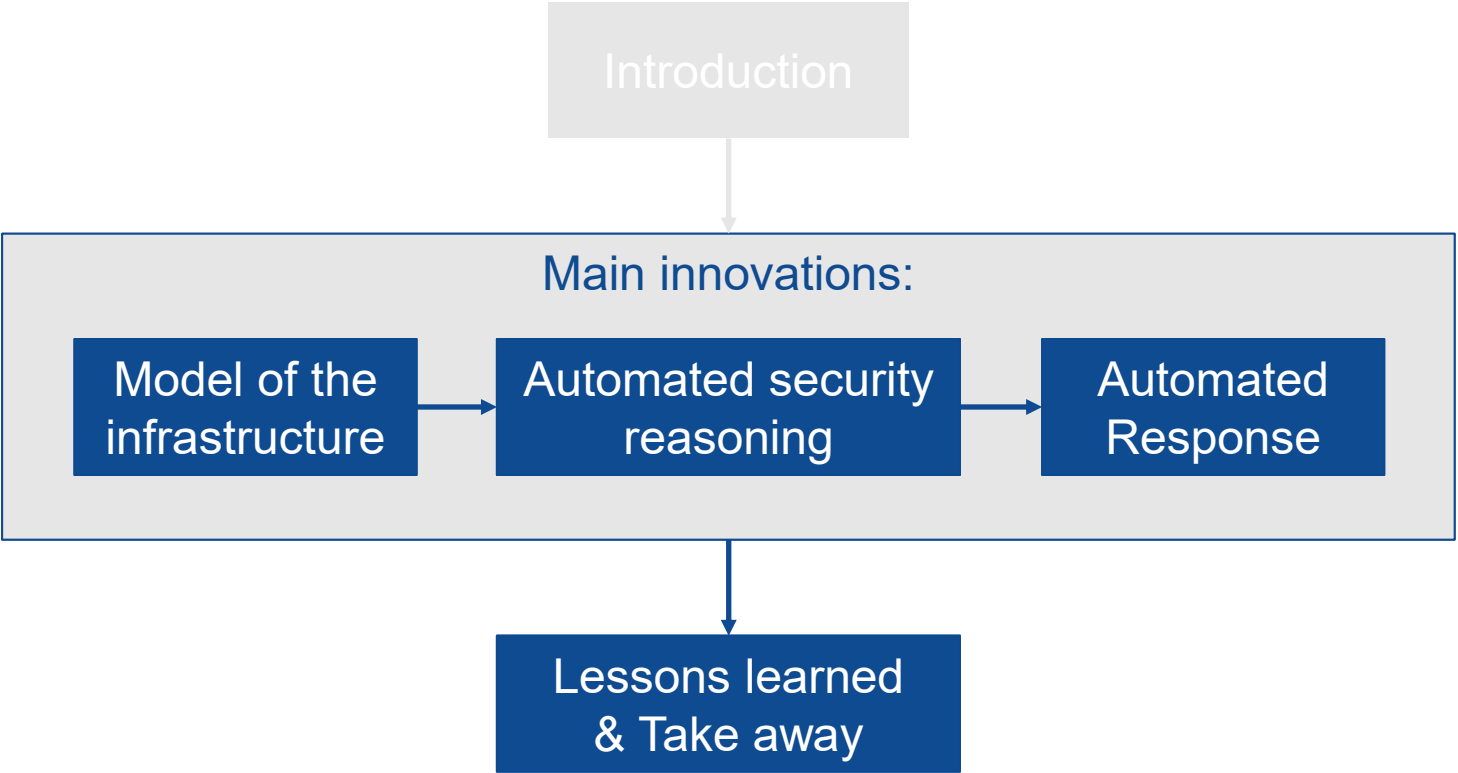 Introduction
Main innovations:
Model of the
infrastructure
Automated security
reasoning
Automated
Response
Lessons learned
& Take away